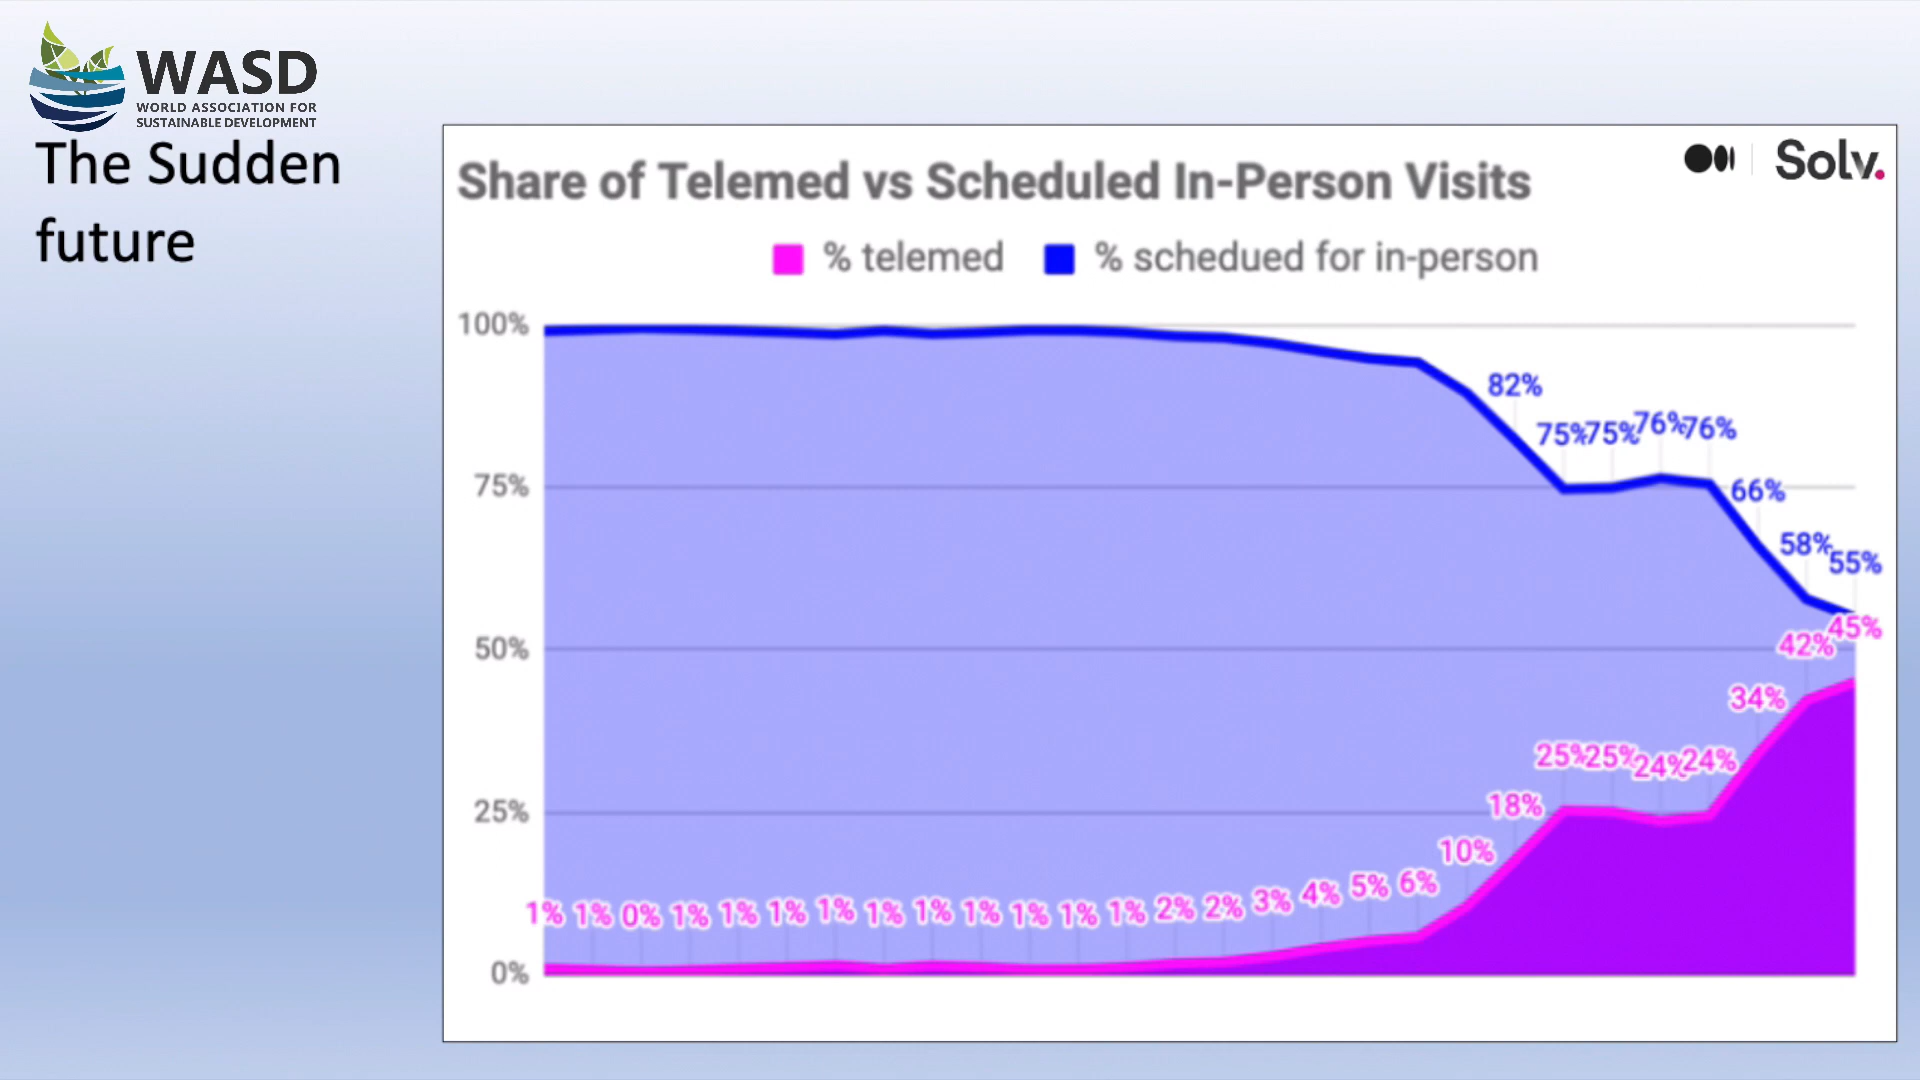 WASD
WORLD ASSOCIATION FOR
SUSTAINABLE DEVELOPMENT
The Sudden
future
Solv.
Share of Telemed vs Scheduled In-Person Visits
% telemed % schedued for in-person
100%
75%
50%
25%
0%
82%
75% 75% 76% 76%
66%
58% 55%
1% 1% 0% 1% 1% 1% 1% 1% 1% 1% 1% 1% 1% 2% 2% 3% 4% 5% 6% 10% 18% 25% 25% 24% 24% 34% 42% 45%